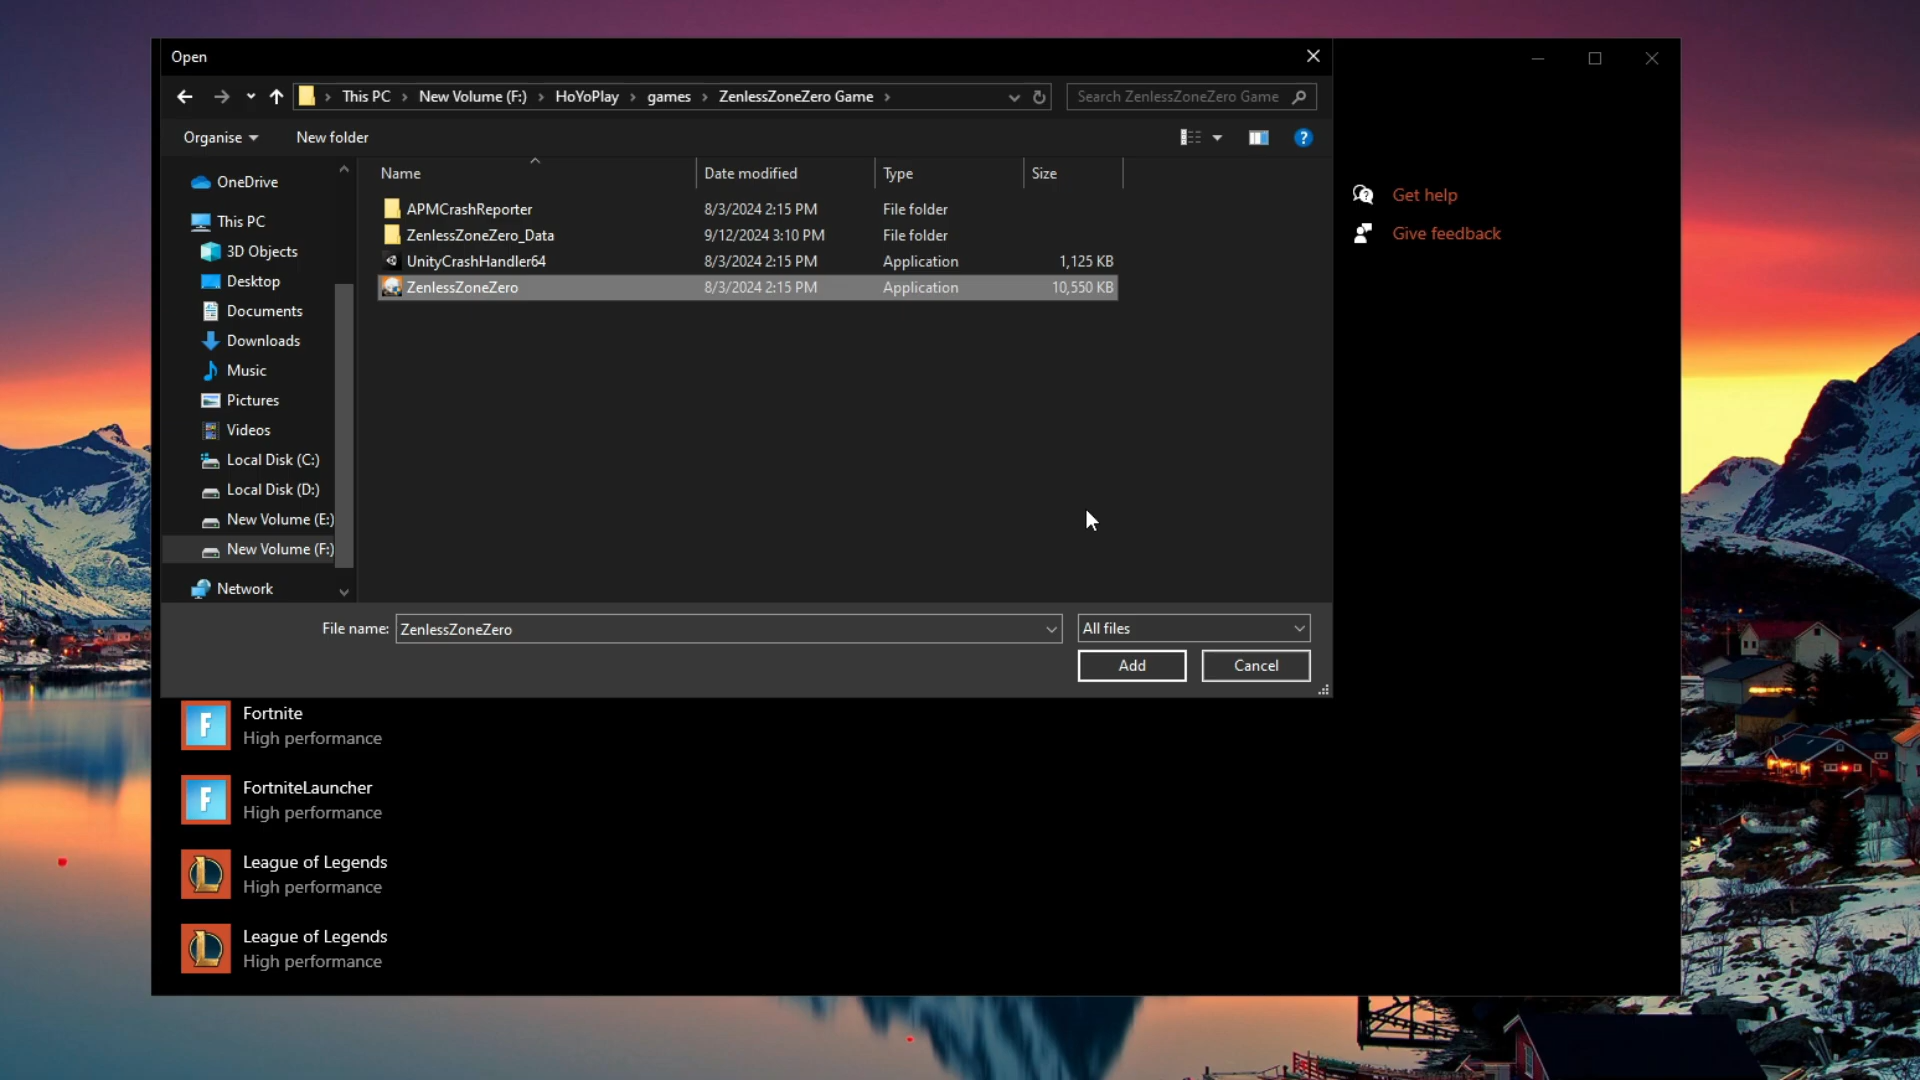 Open
This PC > New Volume (F:) > HoYoPlay > games > ZenlessZoneZero Game >
Search ZenlessZoneZero Game
Organise
New folder
?
Name
Date modified
Type
Size
APMCrashReporter 8/3/2024 2:15 PM File folder
ZenlessZoneZero_Data 9/12/2024 3:10 PM File folder
UnityCrashHandler64 8/3/2024 2:15 PM Application 1,125 KB
ZenlessZoneZero 8/3/2024 2:15 PM Application 10,550 KB
OneDrive
This PC
3D Objects
Desktop
Documents
Downloads
Music
Pictures
Videos
Local Disk (C:)
Local Disk (D:)
New Volume (E:)
New Volume (F:)
Network
File name: ZenlessZoneZero
All files
Add
Cancel
Get help
Give feedback
Fortnite
High performance
FortniteLauncher
High performance
League of Legends
High performance
League of Legends
High performance